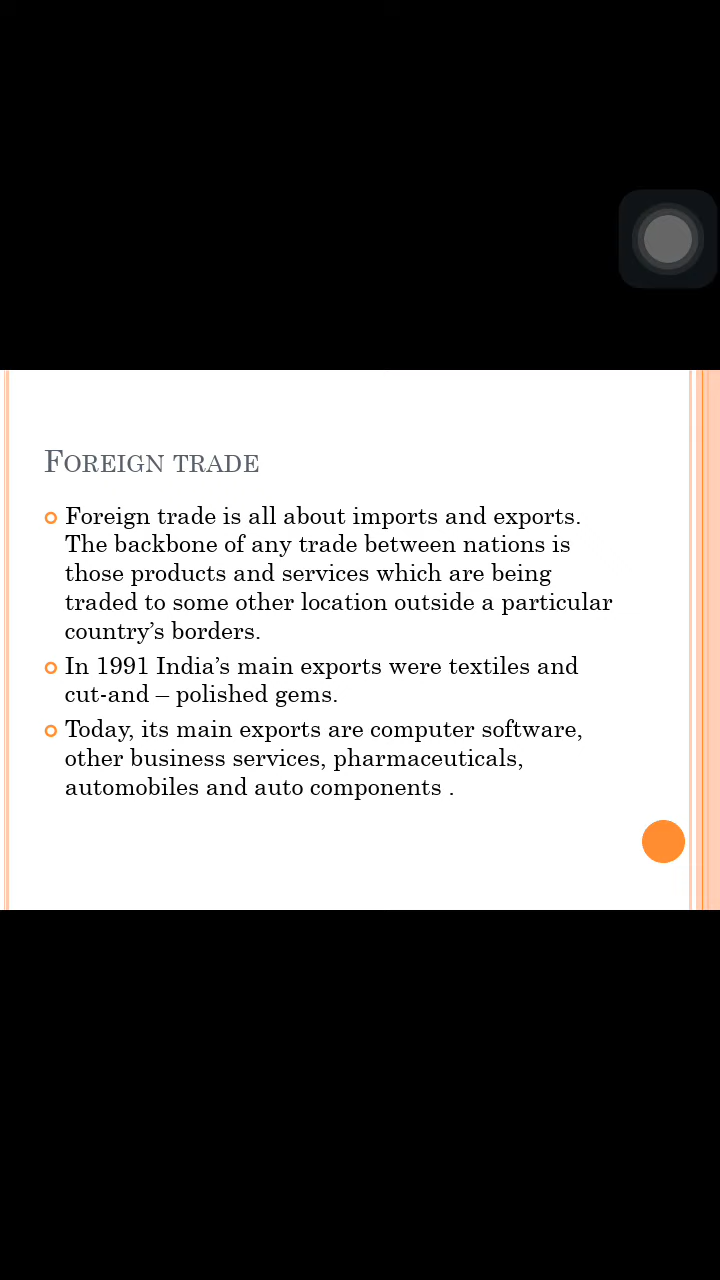 FOREIGN TRADE
Foreign trade is all about imports and exports.
The backbone of any trade between nations is
those products and services which are being
traded to some other location outside a particular
country’s borders.
In 1991 India’s main exports were textiles and
cut-and – polished gems.
Today, its main exports are computer software,
other business services, pharmaceuticals,
automobiles and auto components .